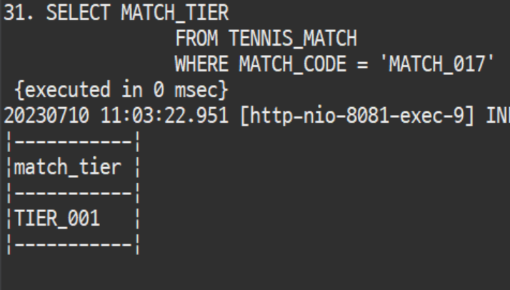 31. SELECT MATCH_TIER
FROM TENNIS_MATCH
WHERE MATCH_CODE = 'MATCH_017'
{executed in 0 msec}
20230710 11:03:22.951 [http-nio-8081-exec-9] IN
|-----------|
|match_tier |
|-----------|
|TIER_001   |
|-----------|